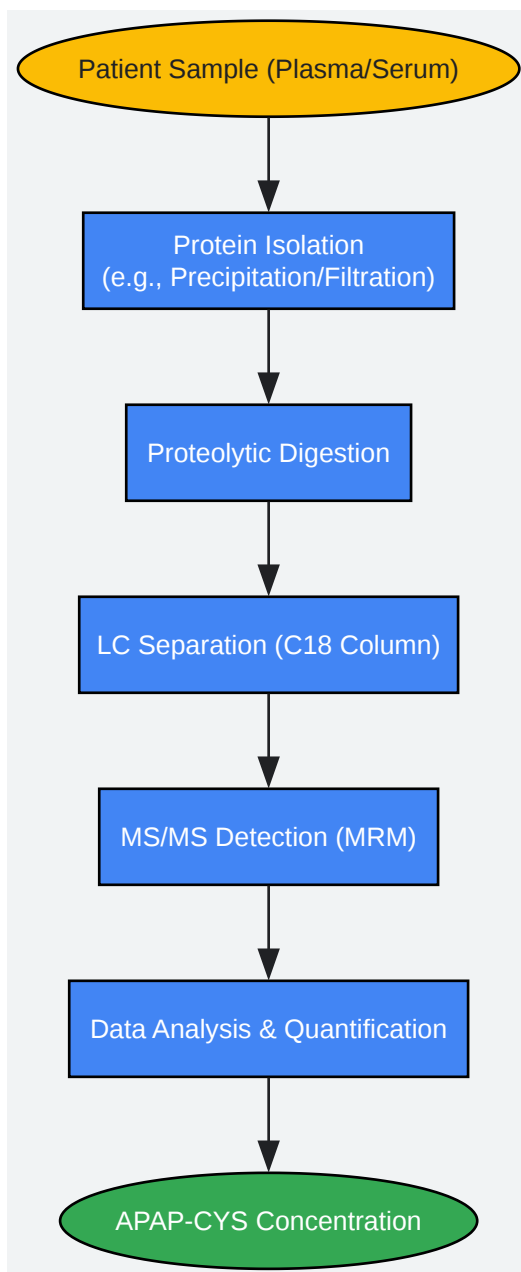 Patient Sample (Plasma/Serum)
Protein Isolation
(e.g., Precipitation/Filtration)
Proteolytic Digestion
LC Separation (C18 Column)
MS/MS Detection (MRM)
Data Analysis & Quantification
APAP-CYS Concentration